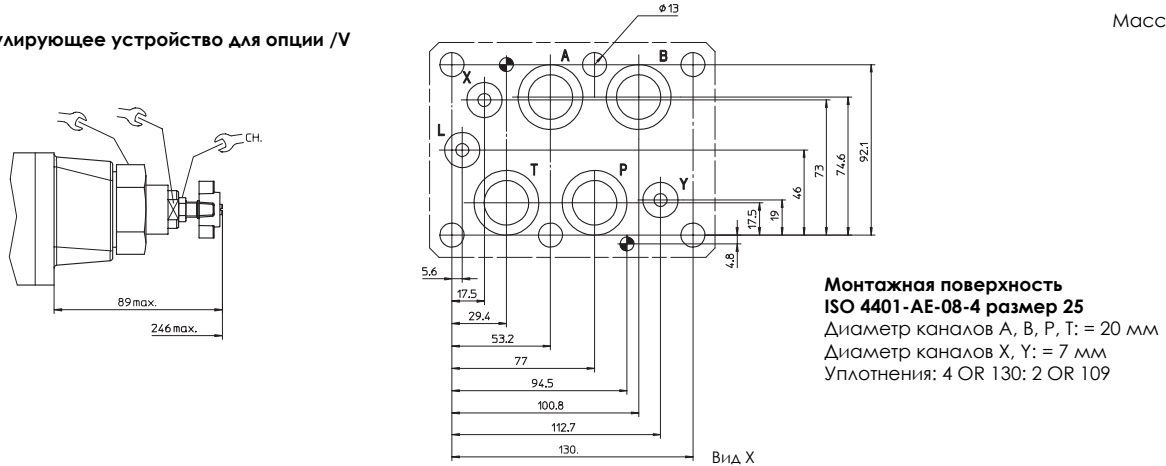 Масс
улирующее устройство для опции /V
CH.
89max.
246max.
ø13
A
B
X
L
T
P
Y
17.5
19
46
73
74.6
92.1
4.8
5.6
17.5
29.4
53.2
77
94.5
100.8
112.7
130.
Вид X
Монтажная поверхность
ISO 4401-AE-08-4 размер 25
Диаметр каналов A, B, P, T: = 20 мм
Диаметр каналов X, Y: = 7 мм
Уплотнения: 4 OR 130: 2 OR 109